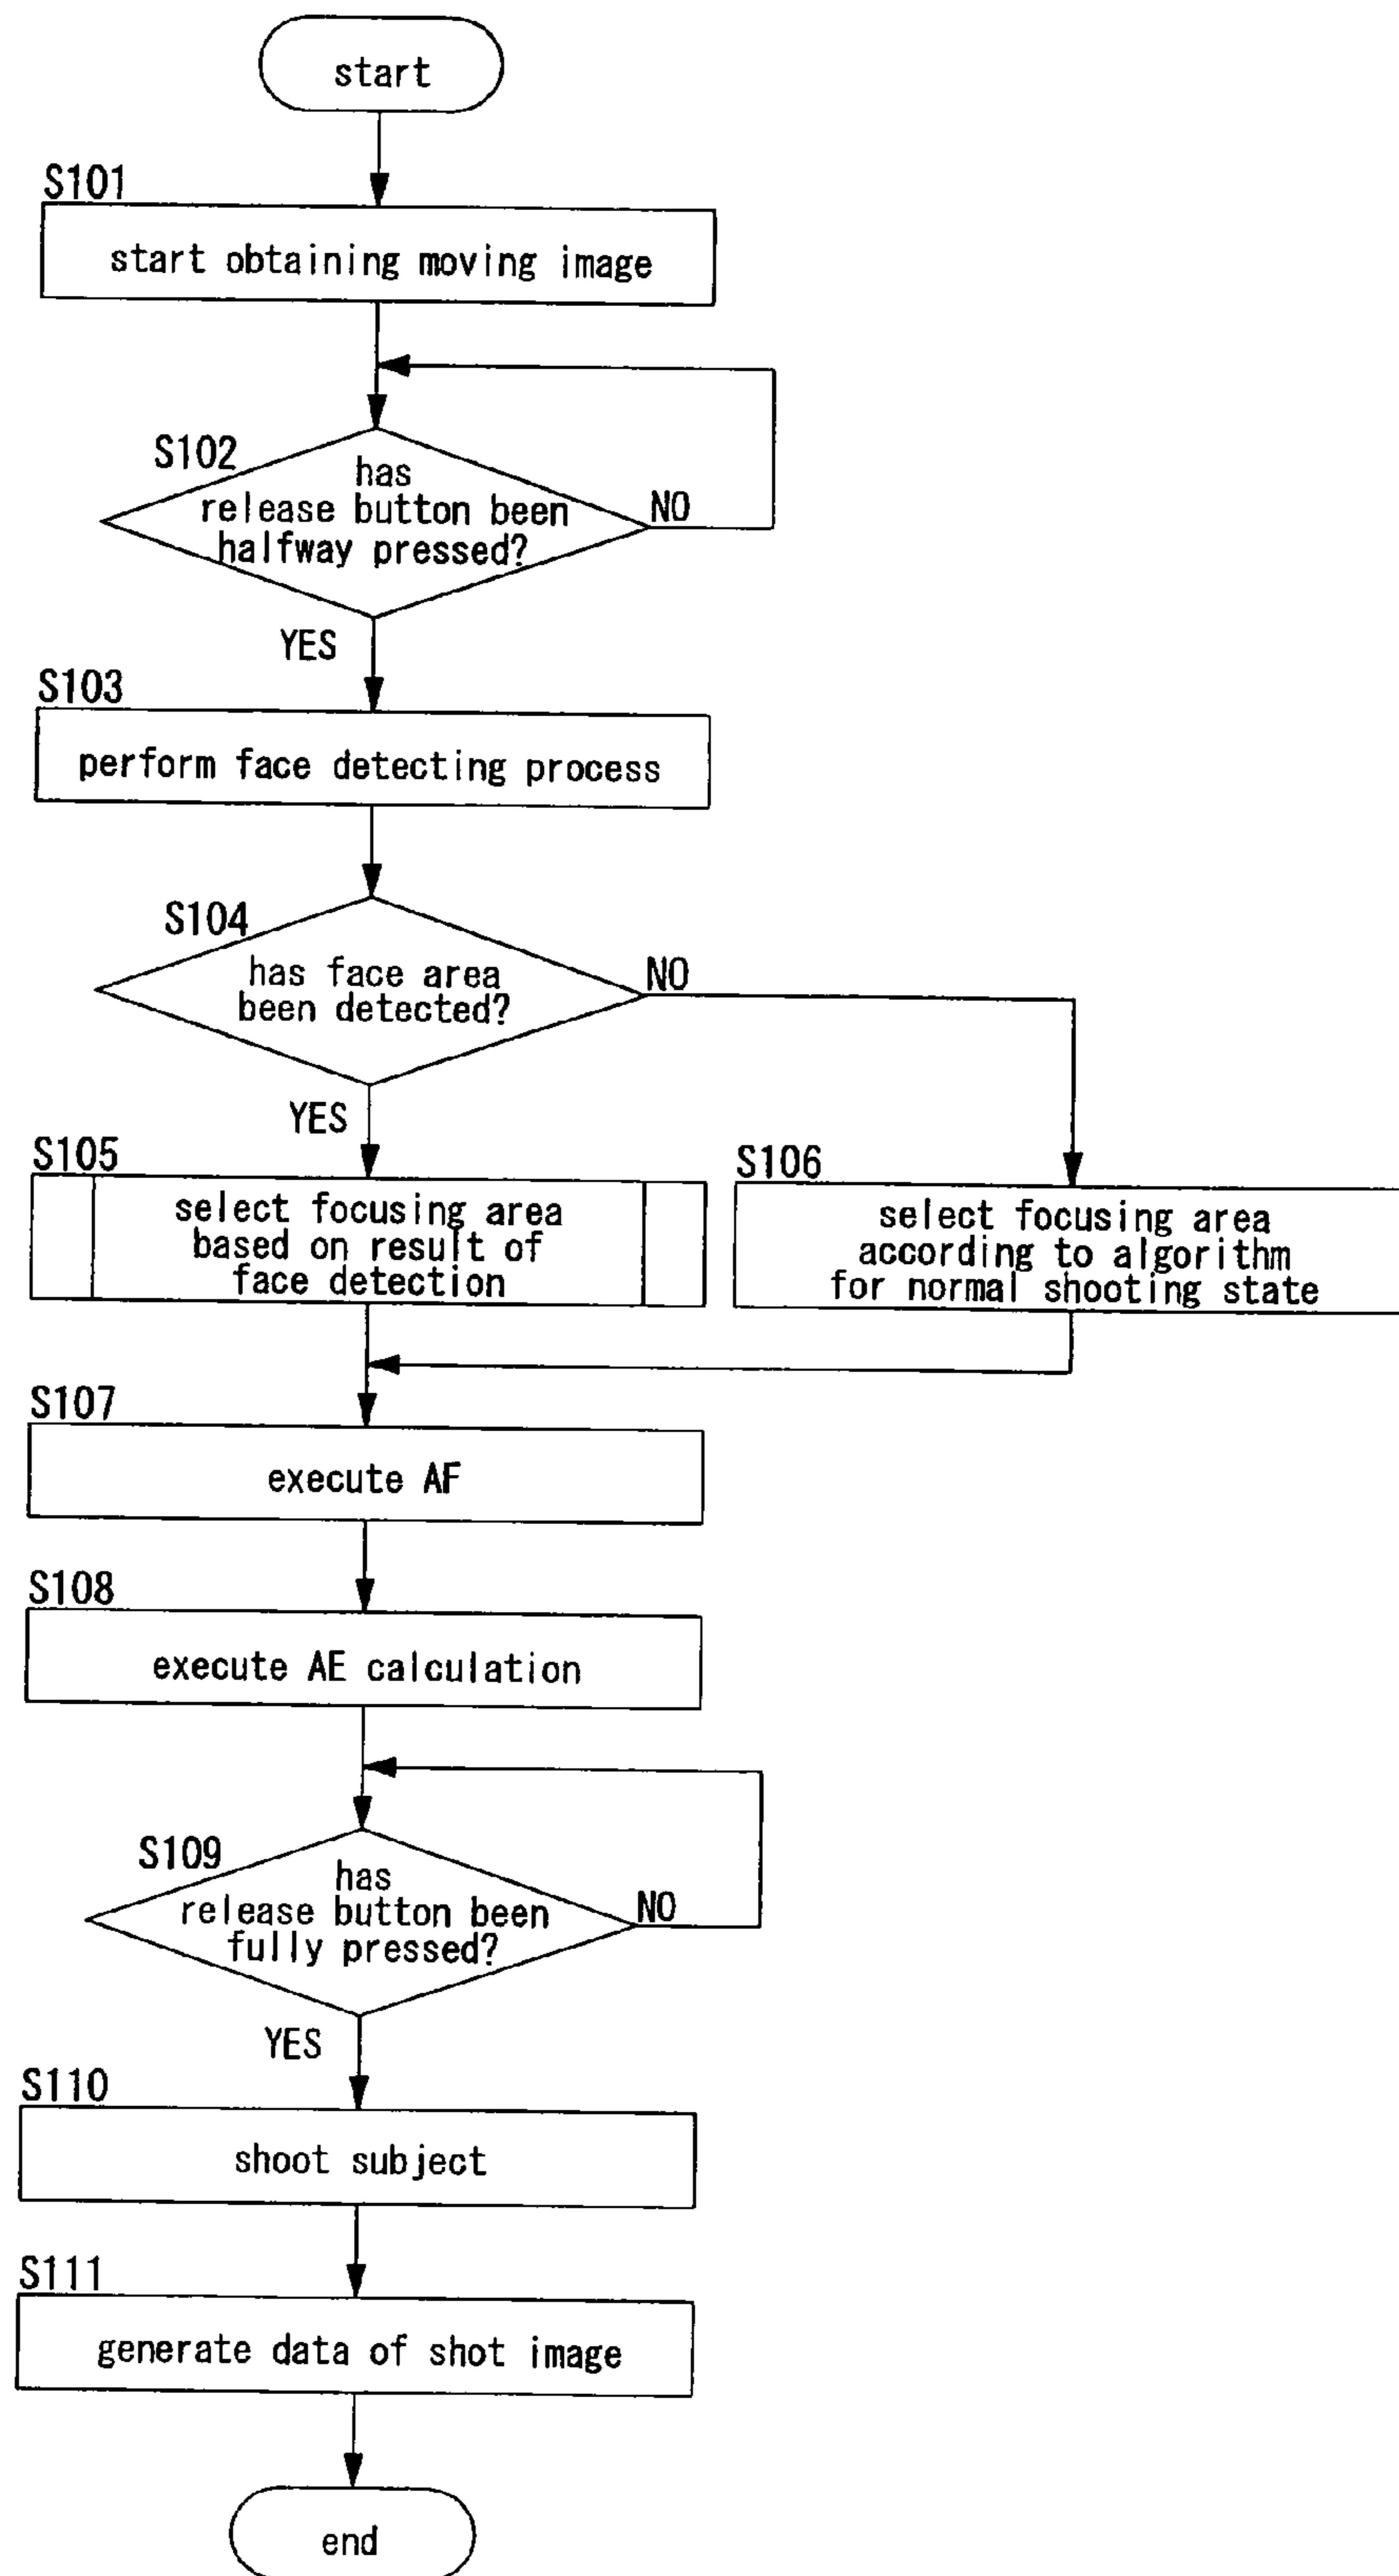 start
S101
start obtaining moving image
S102
has
release button been
halfway pressed?
NO
YES
S103
perform face detecting process
S104
has face area
been detected?
NO
YES
S105
select focusing area
based on result of
face detection
S106
select focusing area
according to algorithm
for normal shooting state
S107
execute AF
S108
execute AE calculation
S109
has
release button been
fully pressed?
NO
YES
S110
shoot subject
S111
generate data of shot image
end